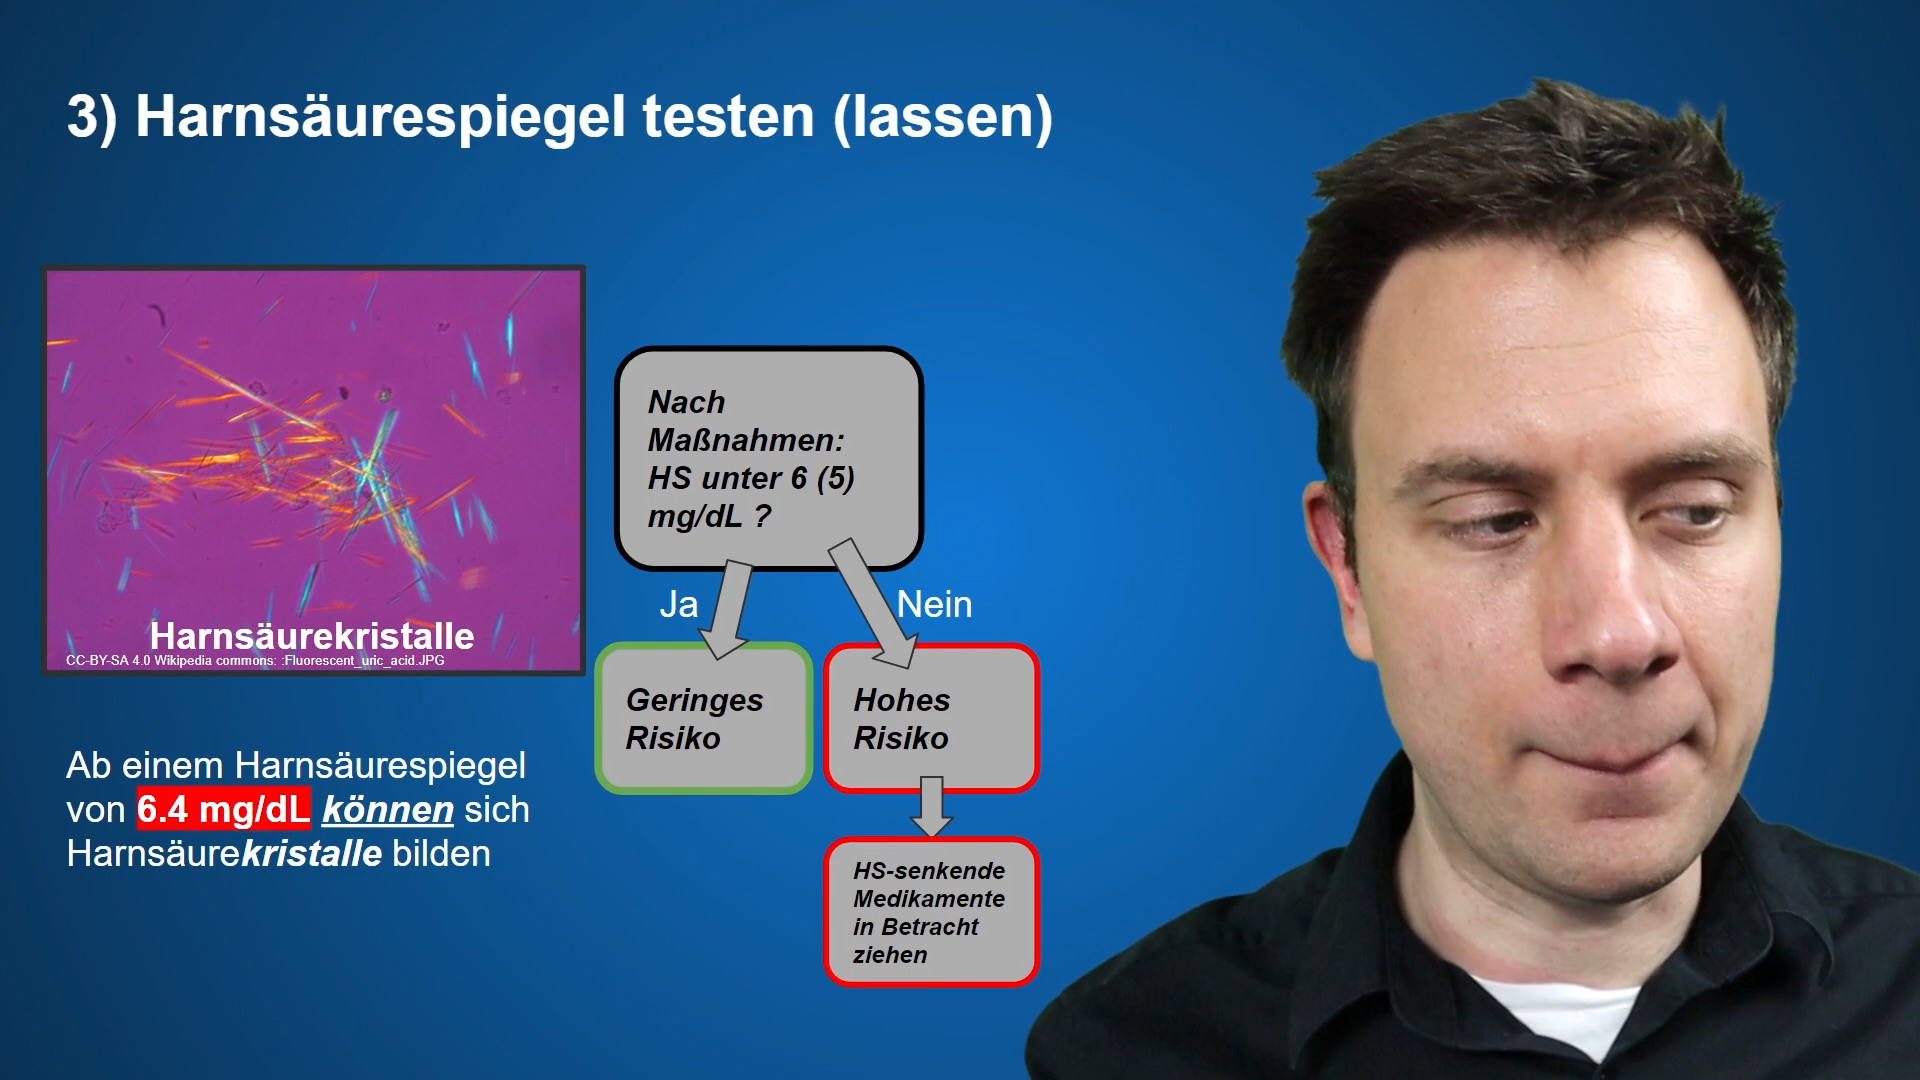 3) Harnsäurespiegel testen (lassen)
Harnsäurekristalle
CC-BY-SA 4.0 Wikipedia commons: :Fluorescent_uric_acid.JPG
Ab einem Harnsäurespiegel
von 6.4 mg/dL können sich
Harnsäurekristalle bilden
Nach
Maßnahmen:
HS unter 6 (5)
mg/dL ?
Ja
Nein
Geringes
Risiko
Hohes
Risiko
HS-senkende
Medikamente
in Betracht
ziehen